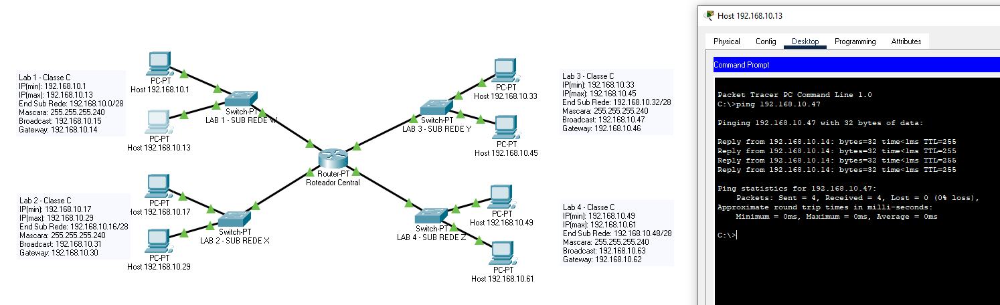 Lab 1 - Classe C
IP(min): 192.168.10.1
IP(max): 192.168.10.13
End Sub Rede: 192.168.10.0/28
Mascara: 255.255.255.240
Broadcast: 192.168.10.15
Gateway: 192.168.10.14
PC-PT
Host 192.168.10.1
PC-PT
Host 192.168.10.13
Switch-PT
LAB 1 - SUB REDE W
Lab 2 - Classe C
IP(min): 192.168.10.17
IP(max): 192.168.10.29
End Sub Rede: 192.168.10.16/28
Mascara: 255.255.255.240
Broadcast: 192.168.10.31
Gateway: 192.168.10.30
PC-PT
Host 192.168.10.17
PC-PT
Host 192.168.10.29
Switch-PT
LAB 2 - SUB REDE X
Router-PT
Roteador Central
PC-PT
Host 192.168.10.33
Switch-PT
LAB 3 - SUB REDE Y
PC-PT
Host 192.168.10.45
Lab 3 - Classe C
IP(min): 192.168.10.33
IP(max): 192.168.10.45
End Sub Rede: 192.168.10.32/28
Mascara: 255.255.255.240
Broadcast: 192.168.10.47
Gateway: 192.168.10.46
PC-PT
Host 192.168.10.49
Switch-PT
LAB 4 - SUB REDE Z
PC-PT
Host 192.168.10.61
Lab 4 - Classe C
IP(min): 192.168.10.49
IP(max): 192.168.10.61
End Sub Rede: 192.168.10.48/28
Mascara: 255.255.255.240
Broadcast: 192.168.10.63
Gateway: 192.168.10.62
Host 192.168.10.13
Physical Config Desktop Programming Attributes
Command Prompt
Packet Tracer PC Command Line 1.0
C:\>ping 192.168.10.47
Pinging 192.168.10.47 with 32 bytes of data:
Reply from 192.168.10.14: bytes=32 time<1ms TTL=255
Reply from 192.168.10.14: bytes=32 time<1ms TTL=255
Reply from 192.168.10.14: bytes=32 time<1ms TTL=255
Reply from 192.168.10.14: bytes=32 time<1ms TTL=255
Ping statistics for 192.168.10.47:
Packets: Sent = 4, Received = 4, Lost = 0 (0% loss),
Approximate round trip times in milli-seconds:
Minimum = 0ms, Maximum = 0ms, Average = 0ms
C:\>